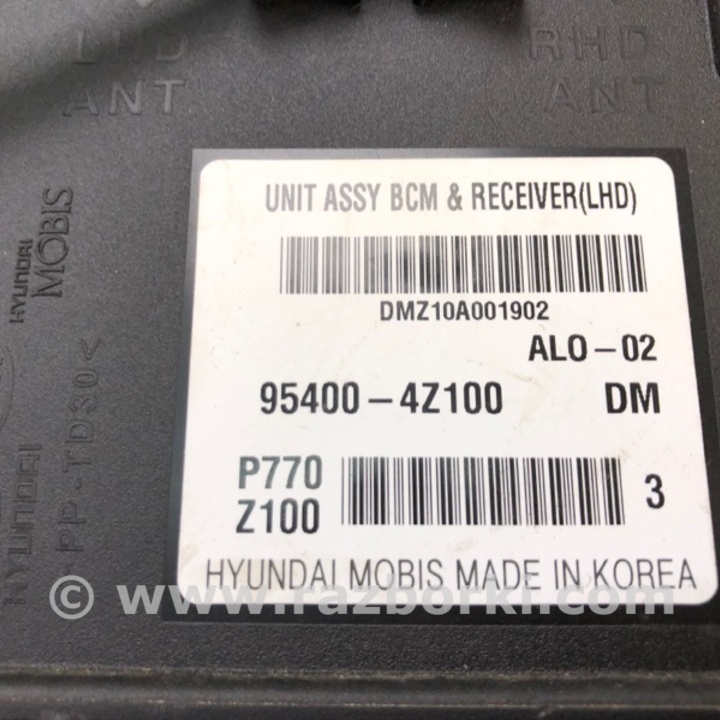 LHD
ANT
RHD
ANT
HYUNDAI
MOBIS
HYUNDAI
>PP-TD30<
UNIT ASSY BCM & RECEIVER(LHD)
DMZ10A001902
ALO-02
95400-4Z100 DM
P770
Z100
3
HYUNDAI MOBIS MADE IN KOREA
© www.razborki.com